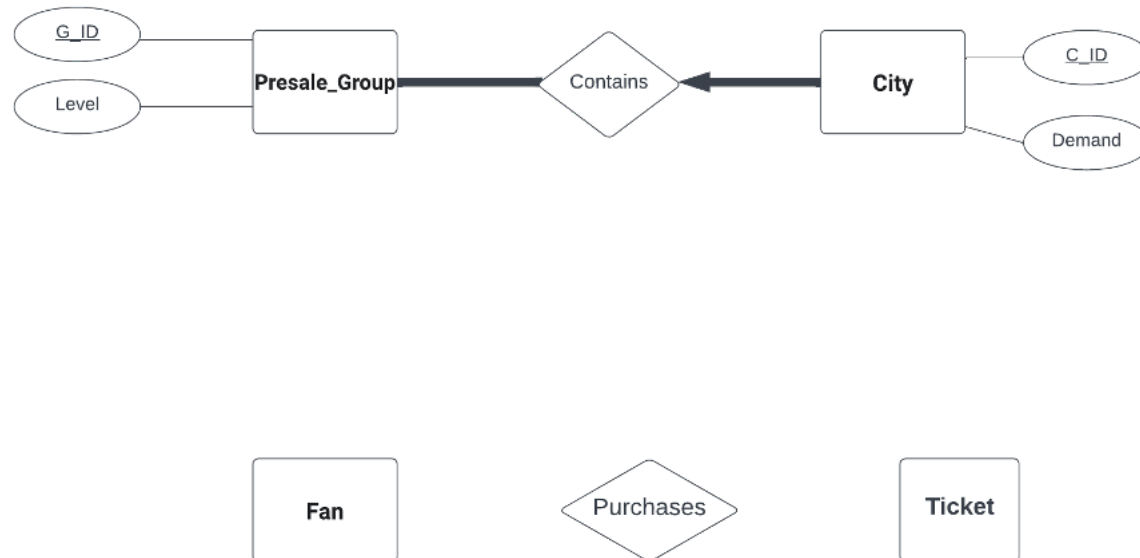 G_ID
Level
Presale_Group
Contains
City
C_ID
Demand
Fan
Purchases
Ticket